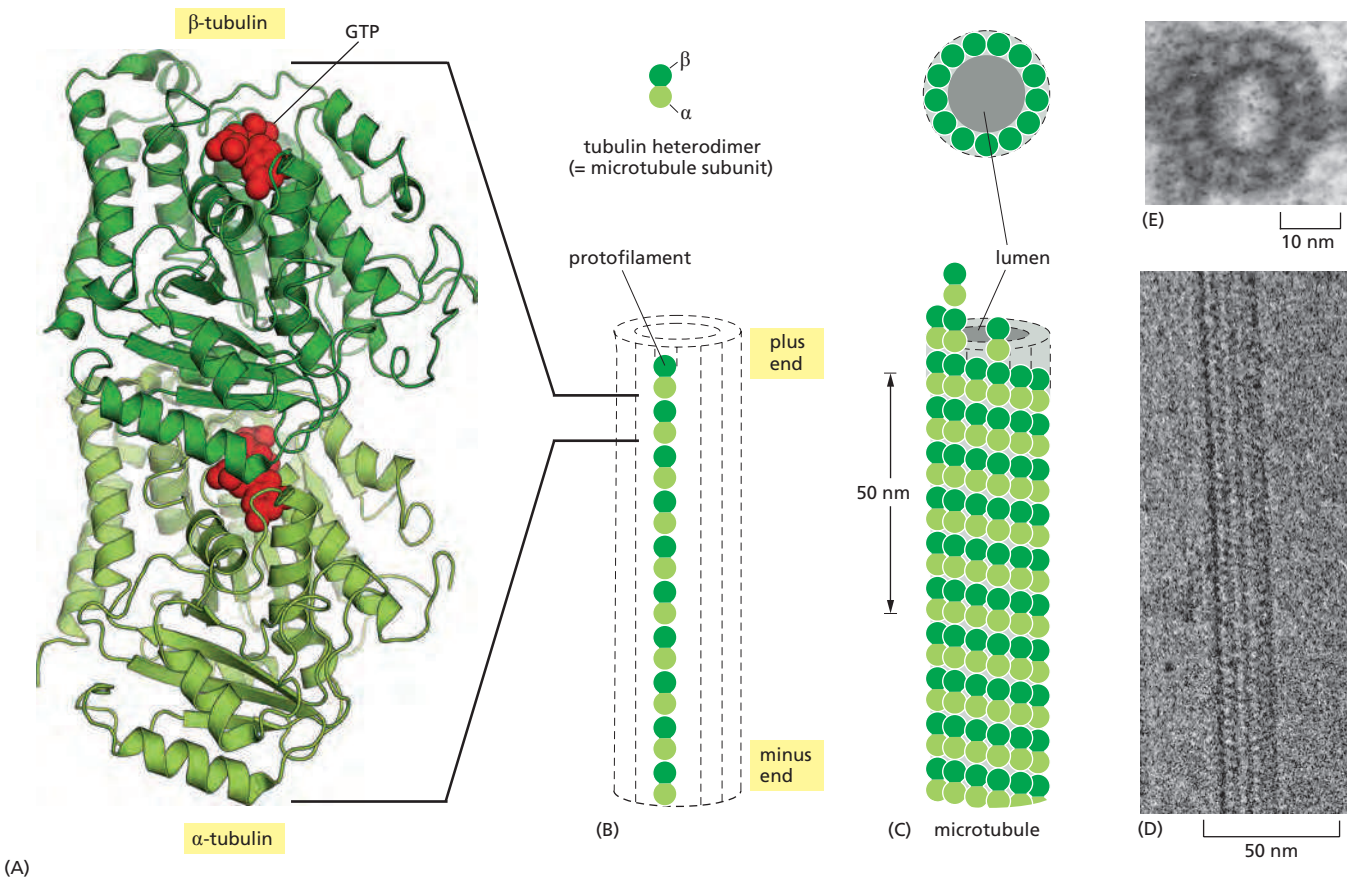 β-tubulin
GTP
α-tubulin
(A)
β
α
tubulin heterodimer
(= microtubule subunit)
protofilament
plus
end
minus
end
(B)
lumen
50 nm
(C)
microtubule
(E)
10 nm
(D)
50 nm